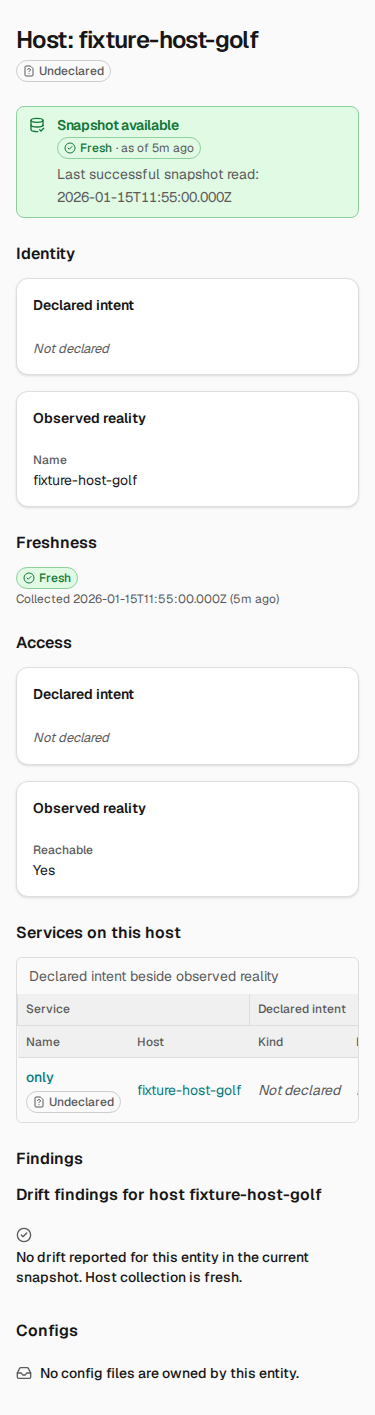 Host: fixture-host-golf
Undeclared
Snapshot available
Fresh · as of 5m ago
Last successful snapshot read:
2026-01-15T11:55:00.000Z
Identity
Declared intent
Not declared
Observed reality
Name
fixture-host-golf
Freshness
Fresh
Collected 2026-01-15T11:55:00.000Z (5m ago)
Access
Declared intent
Not declared
Observed reality
Reachable
Yes
Services on this host
Declared intent beside observed reality
Service Declared intent
Name Host Kind
only
Undeclared
fixture-host-golf Not declared
Findings
Drift findings for host fixture-host-golf
No drift reported for this entity in the current
snapshot. Host collection is fresh.
Configs
No config files are owned by this entity.